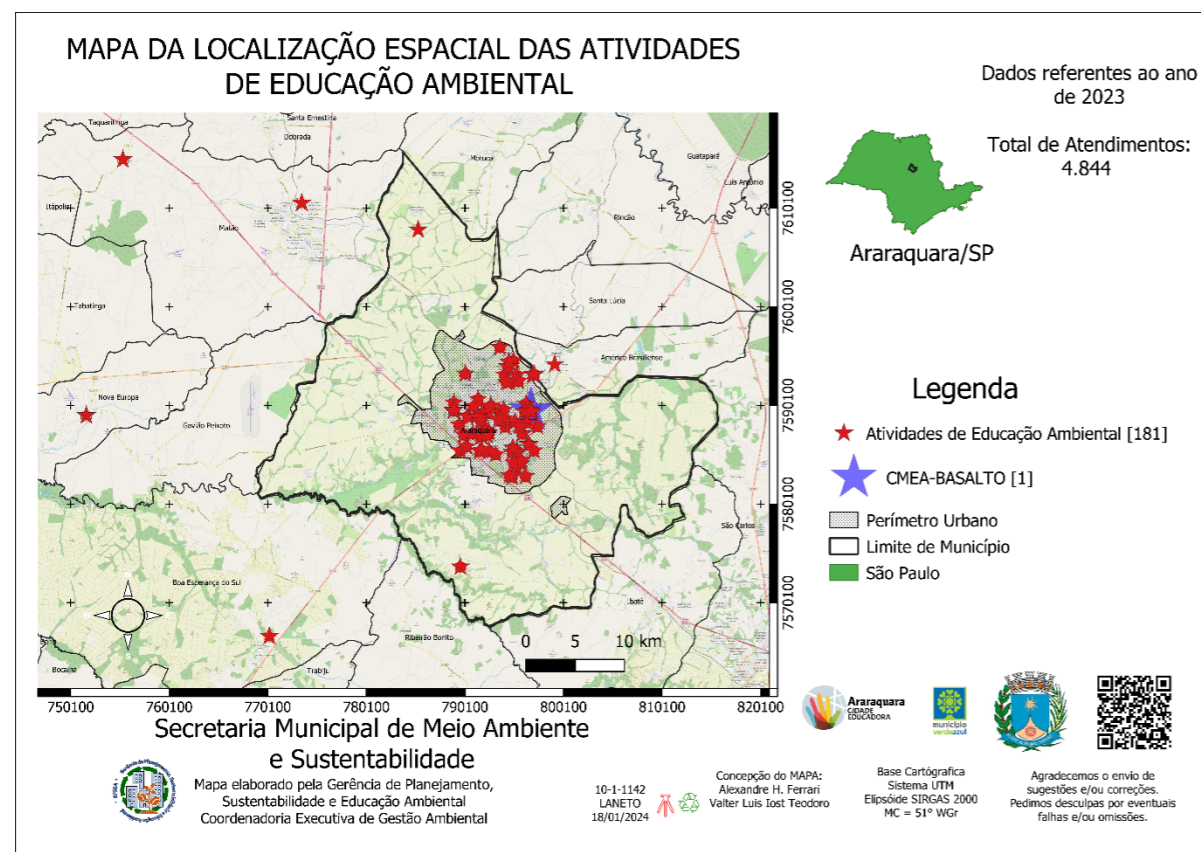 MAPA DA LOCALIZAÇÃO ESPACIAL DAS ATIVIDADES
DE EDUCAÇÃO AMBIENTAL
Dados referentes ao ano
de 2023
Total de Atendimentos:
4.844
Araraquara/SP
Taquaritinga
Santa Ernestina
Dobrada
Motuca
Guatapará
Luis Antônio
Itápolis
Matão
Rincão
Tabatinga
Santa Lúcia
Américo Brasiliense
Nova Europa
Gavião Peixoto
Araraquara
São Carlos
Boa Esperança do Sul
Ibaté
Ribeirão Bonito
Bocaina
Trabiju
0 5 10 km
7610100
7600100
7590100
7580100
7570100
750100 760100 770100 780100 790100 800100 810100 820100
Legenda
Atividades de Educação Ambiental [181]
CMEA-BASALTO [1]
Perímetro Urbano
Limite de Município
São Paulo
Secretaria Municipal de Meio Ambiente
e Sustentabilidade
Mapa elaborado pela Gerência de Planejamento,
Sustentabilidade e Educação Ambiental
Coordenadoria Executiva de Gestão Ambiental
10-1-1142
LANETO
18/01/2024
Concepção do MAPA:
Alexandre H. Ferrari
Valter Luis Iost Teodoro
Araraquara
CIDADE
EDUCADORA
município
verdeazul
Base Cartógrafica
Sistema UTM
Elipsóide SIRGAS 2000
MC = 51° WGr
Agradecemos o envio de
sugestões e/ou correções.
Pedimos desculpas por eventuais
falhas e/ou omissões.